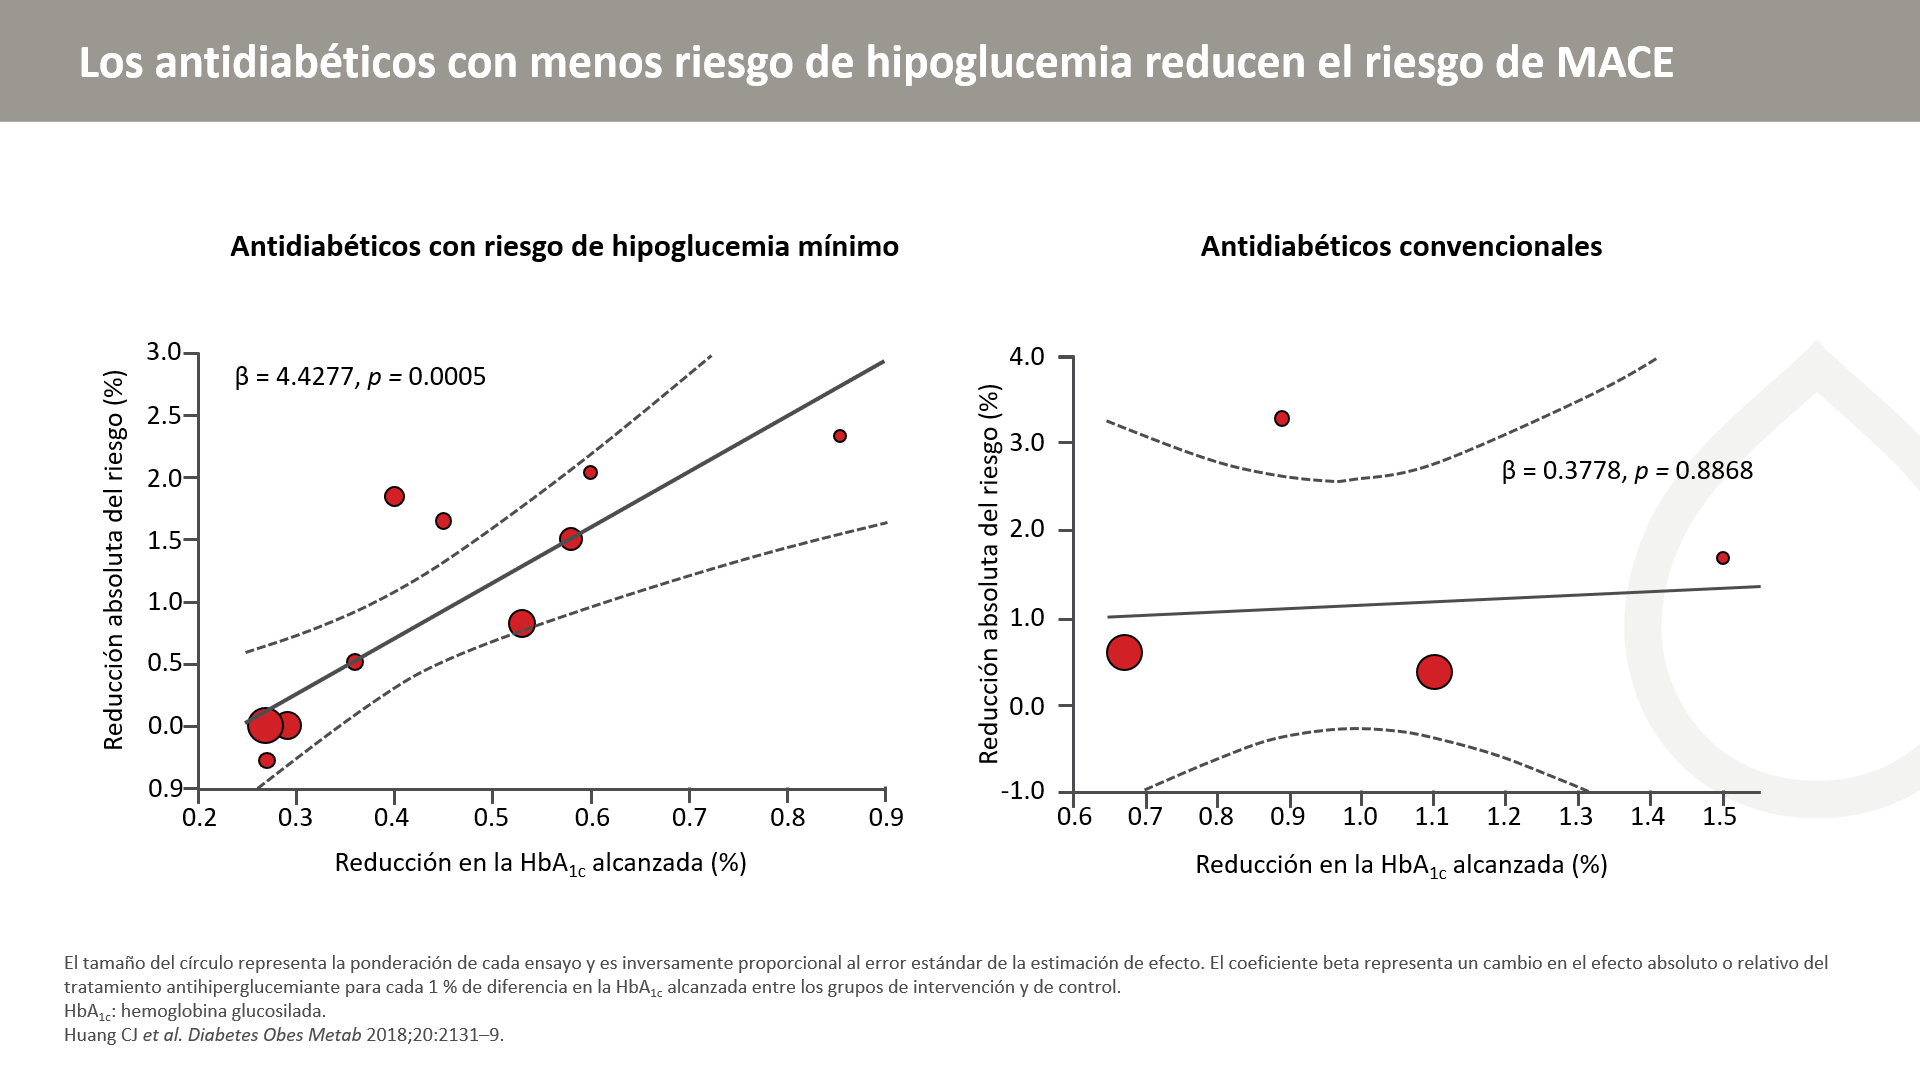 Los antidiabéticos con menos riesgo de hipoglucemia reducen el riesgo de MACE
Antidiabéticos con riesgo de hipoglucemia mínimo
Reducción absoluta del riesgo (%)
3.0
2.5
2.0
1.5
1.0
0.5
0.0
0.9
β = 4.4277, p = 0.0005
0.2 0.3 0.4 0.5 0.6 0.7 0.8 0.9
Reducción en la HbA1c alcanzada (%)
Antidiabéticos convencionales
Reducción absoluta del riesgo (%)
4.0
3.0
2.0
1.0
0.0
-1.0
β = 0.3778, p = 0.8868
0.6 0.7 0.8 0.9 1.0 1.1 1.2 1.3 1.4 1.5
Reducción en la HbA1c alcanzada (%)
El tamaño del círculo representa la ponderación de cada ensayo y es inversamente proporcional al error estándar de la estimación de efecto. El coeficiente beta representa un cambio en el efecto absoluto o relativo del
tratamiento antihiperglucemiante para cada 1 % de diferencia en la HbA1c alcanzada entre los grupos de intervención y de control.
HbA1c: hemoglobina glucosilada.
Huang CJ et al. Diabetes Obes Metab 2018;20:2131–9.